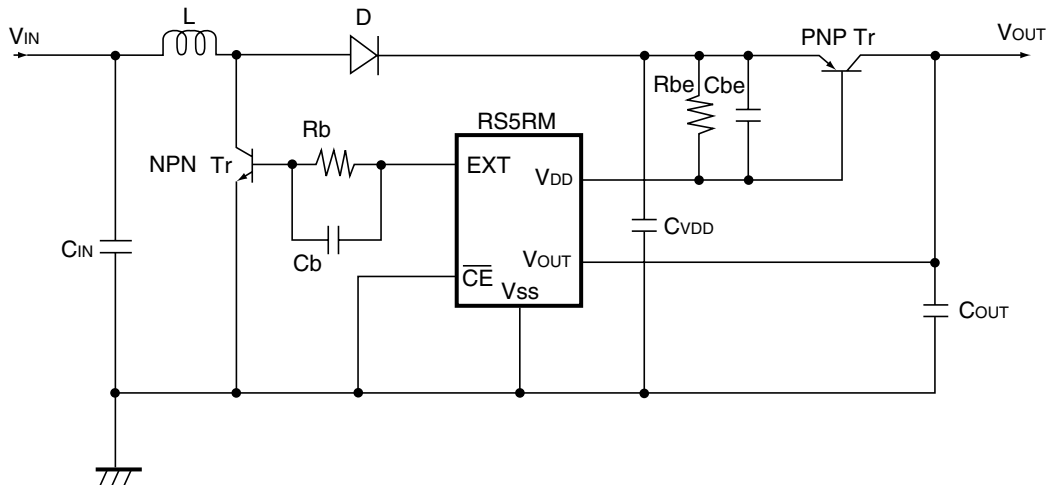 L
D
VIN
PNP Tr
VOUT
Rbe
Cbe
RS5RM
Rb
EXT
NPN Tr
VDD
CVDD
CIN
Cb
VOUT
CE
VSS
COUT